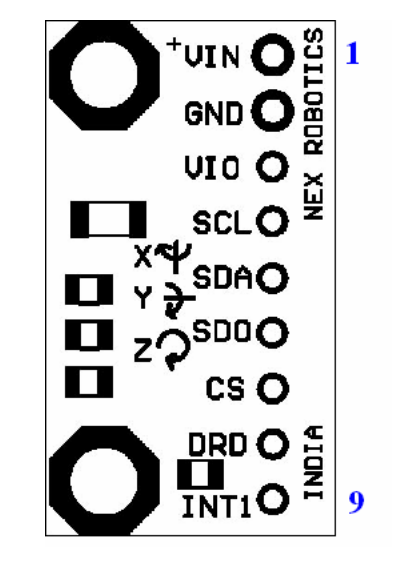 +VIN
1
GND
VIO
SCL
X
SDA
Y
SDO
Z
CS
DRD
INT1
9
NEX ROBOTICS
INDIA